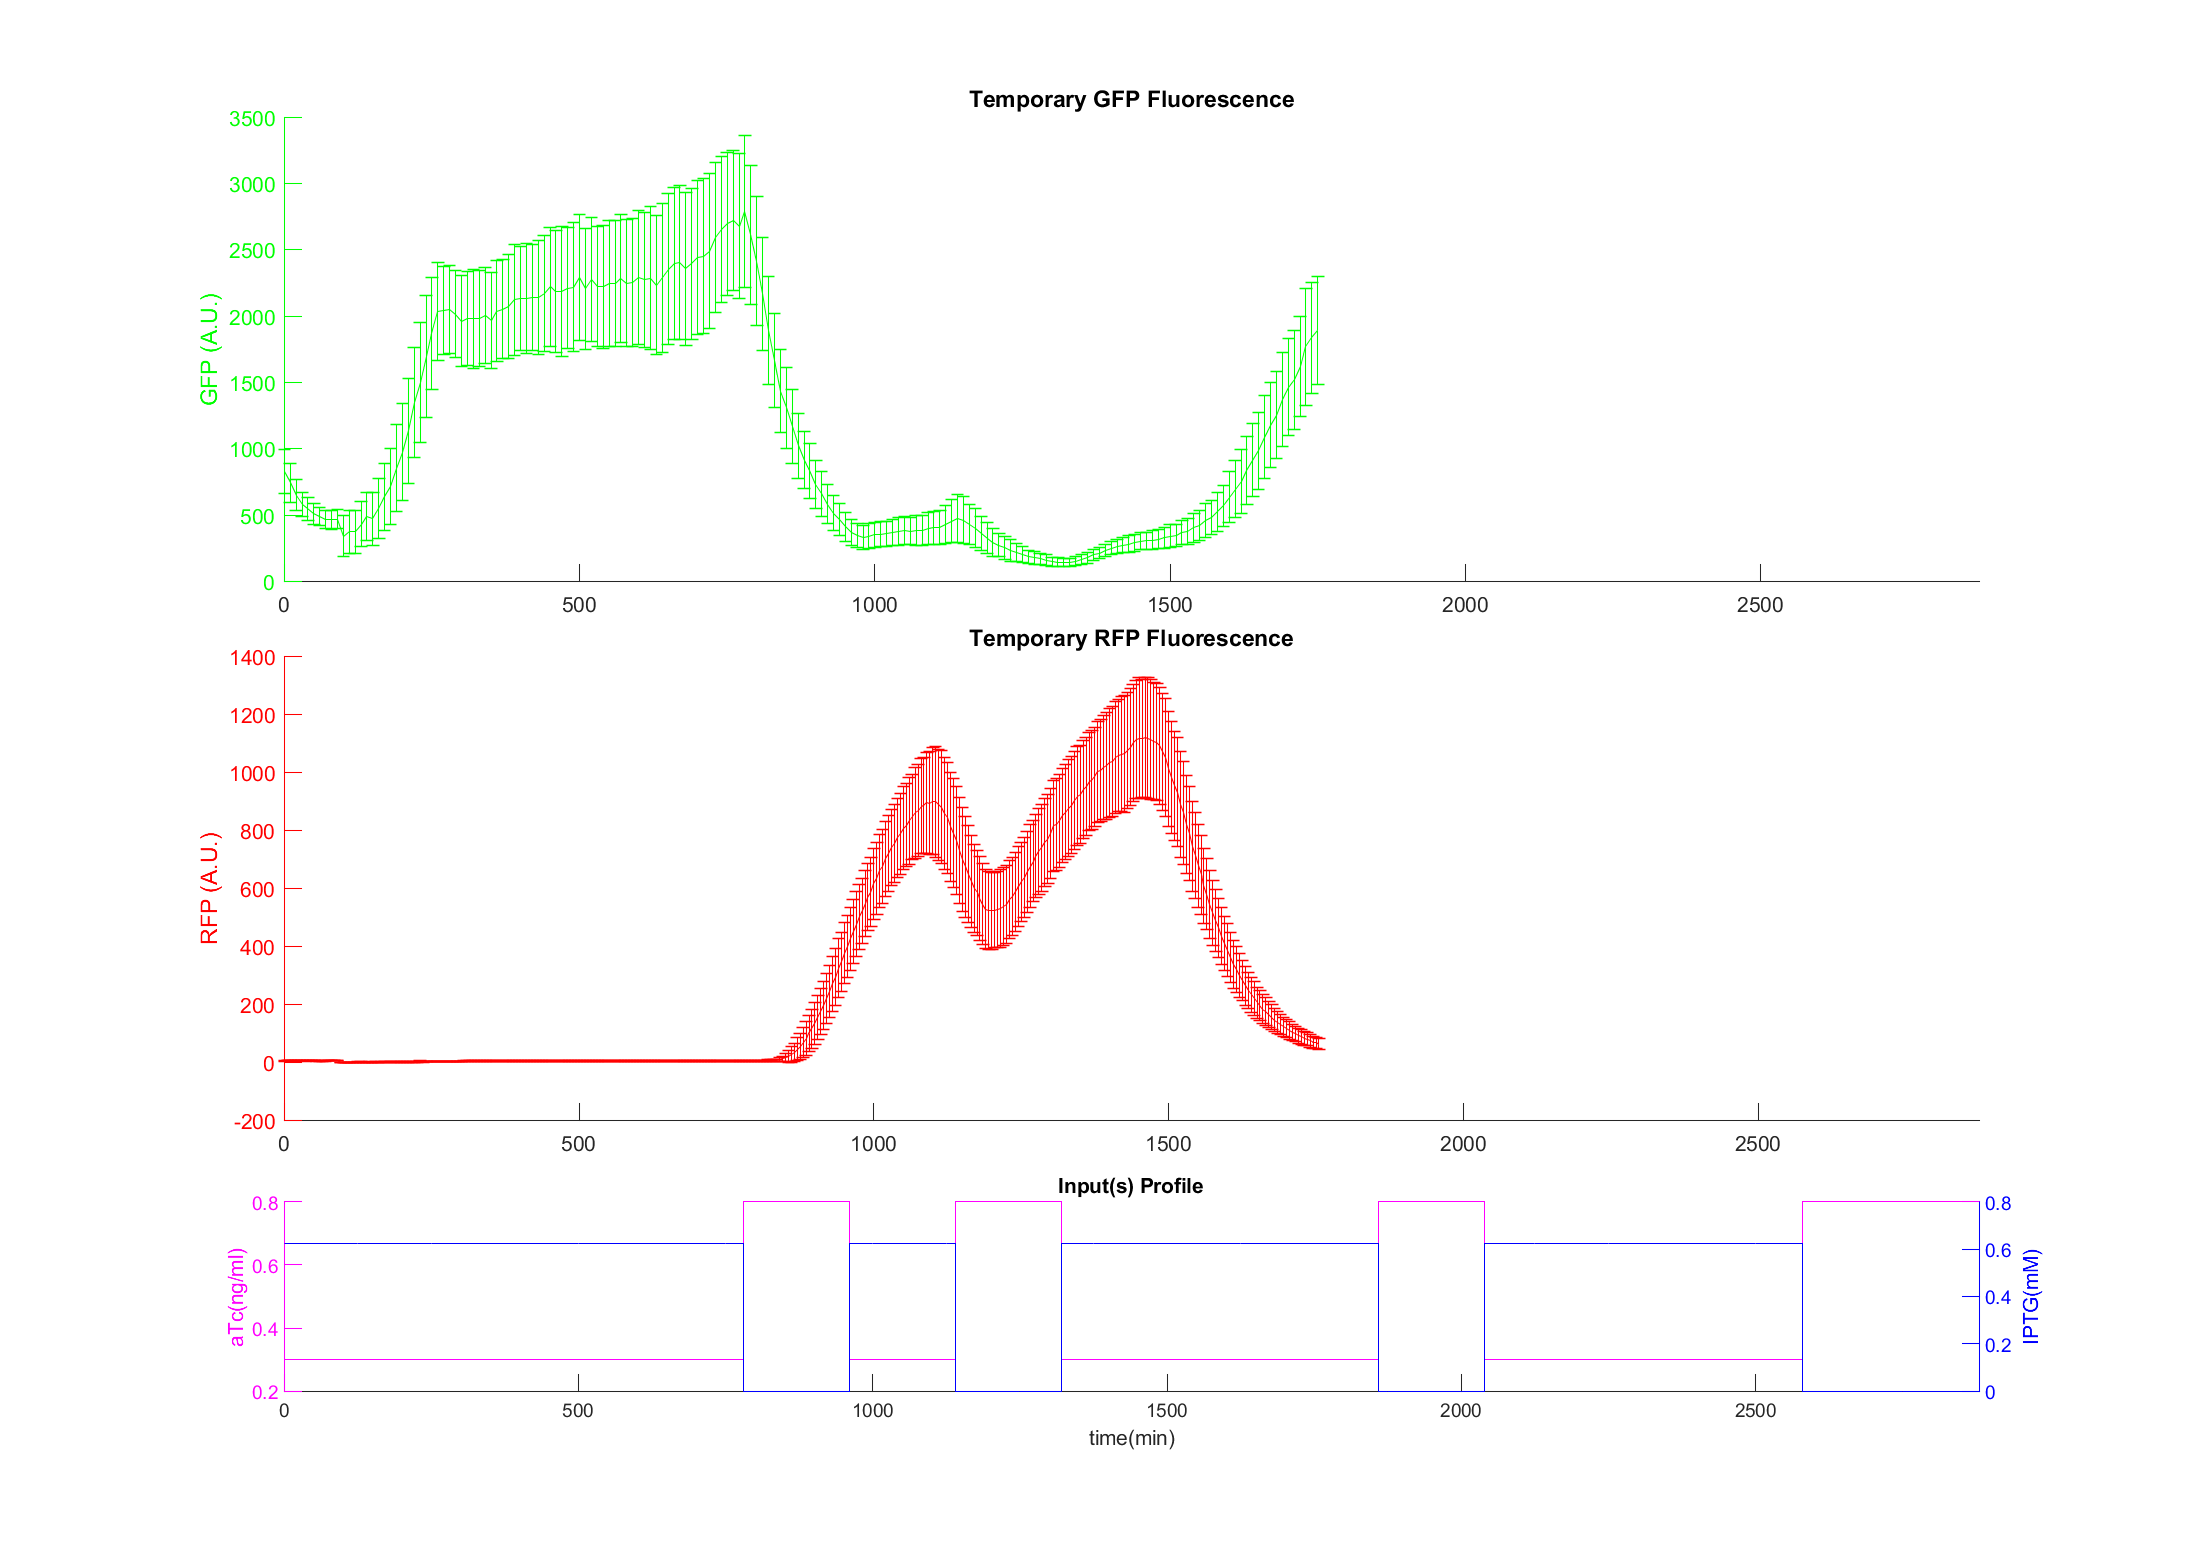 Temporary GFP Fluorescence
3500
3000
2500
2000
1500
1000
500
0
GFP (A.U.)
0 500 1000 1500 2000 2500
Temporary RFP Fluorescence
1400
1200
1000
800
600
400
200
0
-200
RFP (A.U.)
0 500 1000 1500 2000 2500
Input(s) Profile
0.8
0.6
0.4
0.2
aTc(ng/ml)
0.8
0.6
0.4
0.2
0
IPTG(mM)
0 500 1000 1500 2000 2500
time(min)